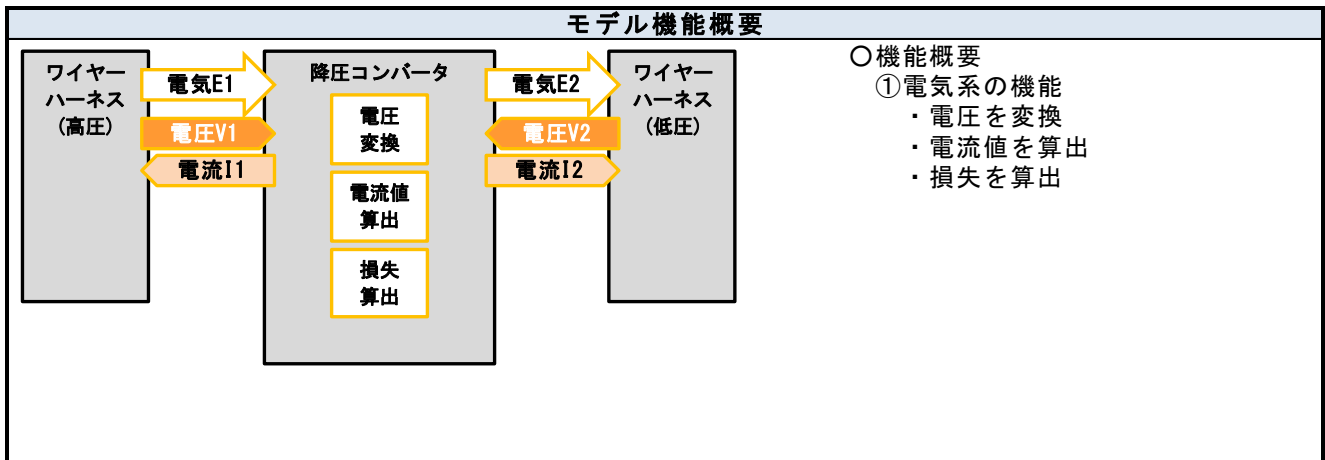 モデル機能概要
ワイヤー
ハーネス
(高圧)
電気E1
電圧V1
電流I1
降圧コンバータ
電圧
変換
電流値
算出
損失
算出
電気E2
電圧V2
電流I2
ワイヤー
ハーネス
(低圧)
〇機能概要
①電気系の機能
・電圧を変換
・電流値を算出
・損失を算出